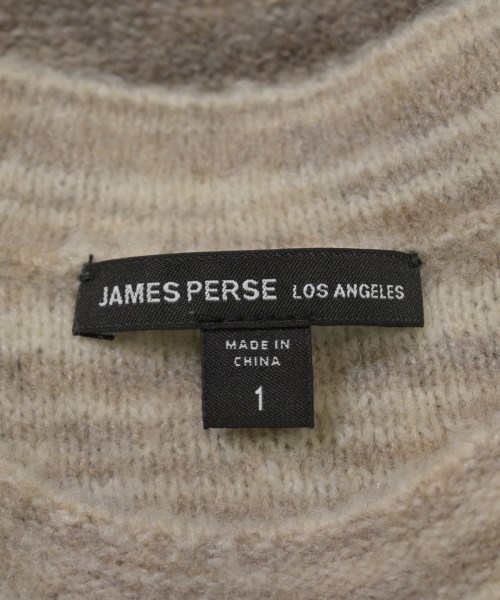 JAMES PERSE LOS ANGELES
MADE IN
CHINA
1